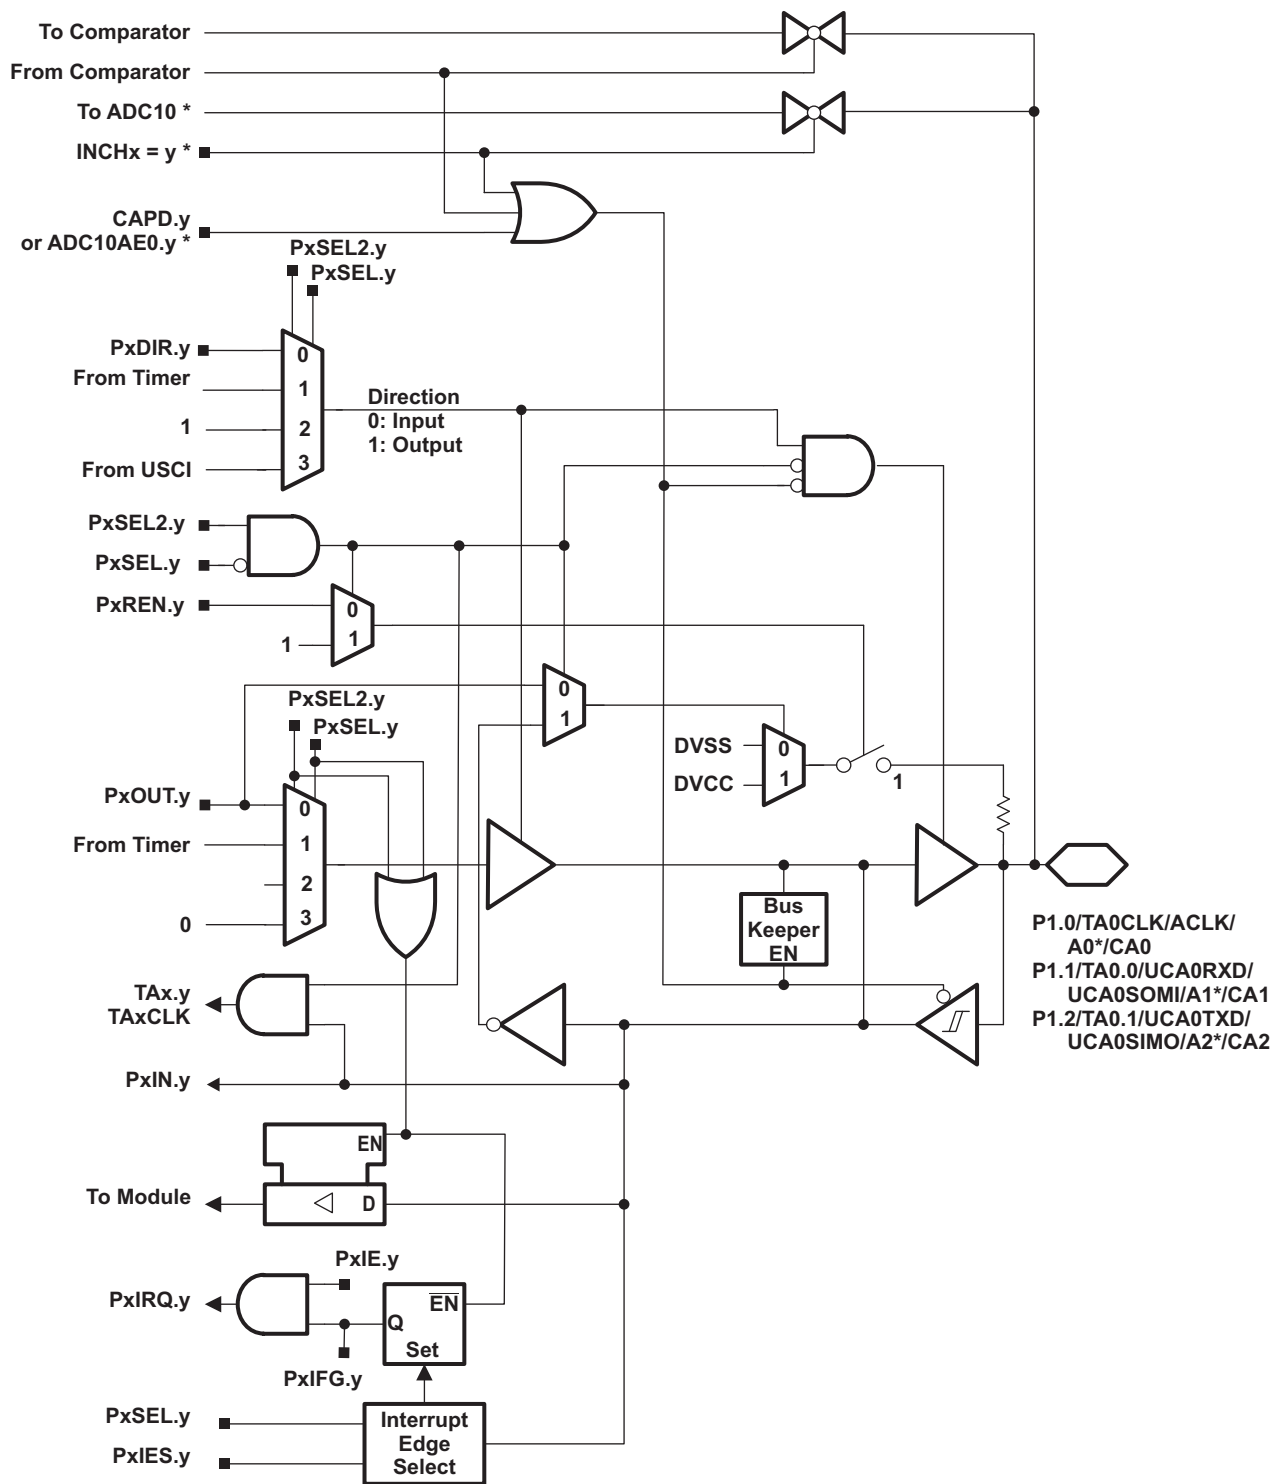 To Comparator
From Comparator
To ADC10 *
INCHx = y *
CAPD.y
or ADC10AE0.y *
PxSEL2.y
PxSEL.y
PxDIR.y
0
From Timer
1
Direction
0: Input
1: Output
1
2
From USCI
3
PxSEL2.y
PxSEL.y
PxREN.y
0
1
1
PxSEL2.y
PxSEL.y
0
1
DVSS
0
DVCC
1
1
PxOUT.y
0
From Timer
1
2
0
3
Bus
Keeper
EN
P1.0/TA0CLK/ACLK/
A0*/CA0
P1.1/TA0.0/UCA0RXD/
UCA0SOMI/A1*/CA1
P1.2/TA0.1/UCA0TXD/
UCA0SIMO/A2*/CA2
TAx.y
TAxCLK
PxIN.y
EN
To Module
D
PxIE.y
PxIRQ.y
EN
Q
Set
PxIFG.y
PxSEL.y
PxIES.y
Interrupt
Edge
Select